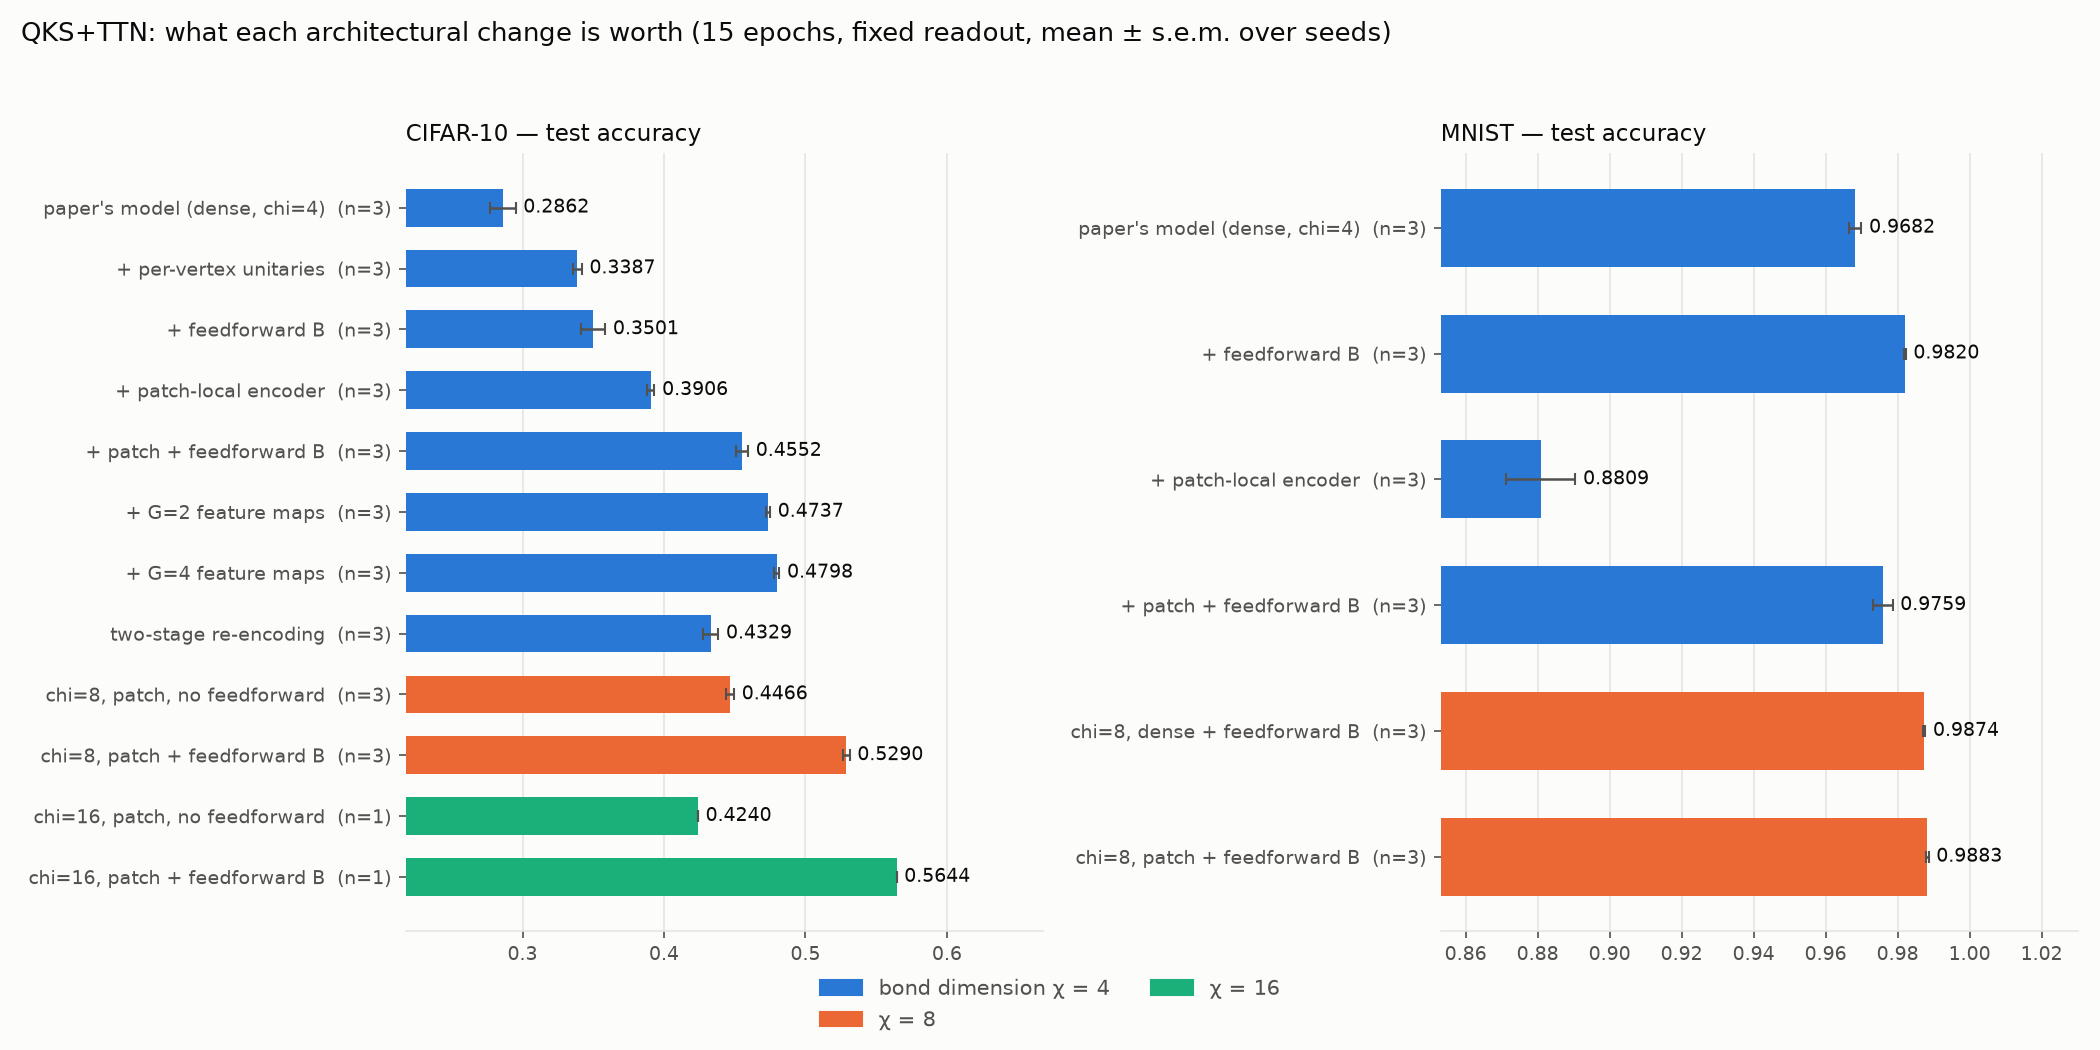 QKS+TTN: what each architectural change is worth (15 epochs, fixed readout, mean ± s.e.m. over seeds)
CIFAR-10 — test accuracy
paper's model (dense, chi=4) (n=3)
0.2862
+ per-vertex unitaries (n=3)
0.3387
+ feedforward B (n=3)
0.3501
+ patch-local encoder (n=3)
0.3906
+ patch + feedforward B (n=3)
0.4552
+ G=2 feature maps (n=3)
0.4737
+ G=4 feature maps (n=3)
0.4798
two-stage re-encoding (n=3)
0.4329
chi=8, patch, no feedforward (n=3)
0.4466
chi=8, patch + feedforward B (n=3)
0.5290
chi=16, patch, no feedforward (n=1)
0.4240
chi=16, patch + feedforward B (n=1)
0.5644
0.3 0.4 0.5 0.6
MNIST — test accuracy
paper's model (dense, chi=4) (n=3)
0.9682
+ feedforward B (n=3)
0.9820
+ patch-local encoder (n=3)
0.8809
+ patch + feedforward B (n=3)
0.9759
chi=8, dense + feedforward B (n=3)
0.9874
chi=8, patch + feedforward B (n=3)
0.9883
0.86 0.88 0.90 0.92 0.94 0.96 0.98 1.00 1.02
bond dimension χ = 4
χ = 8
χ = 16